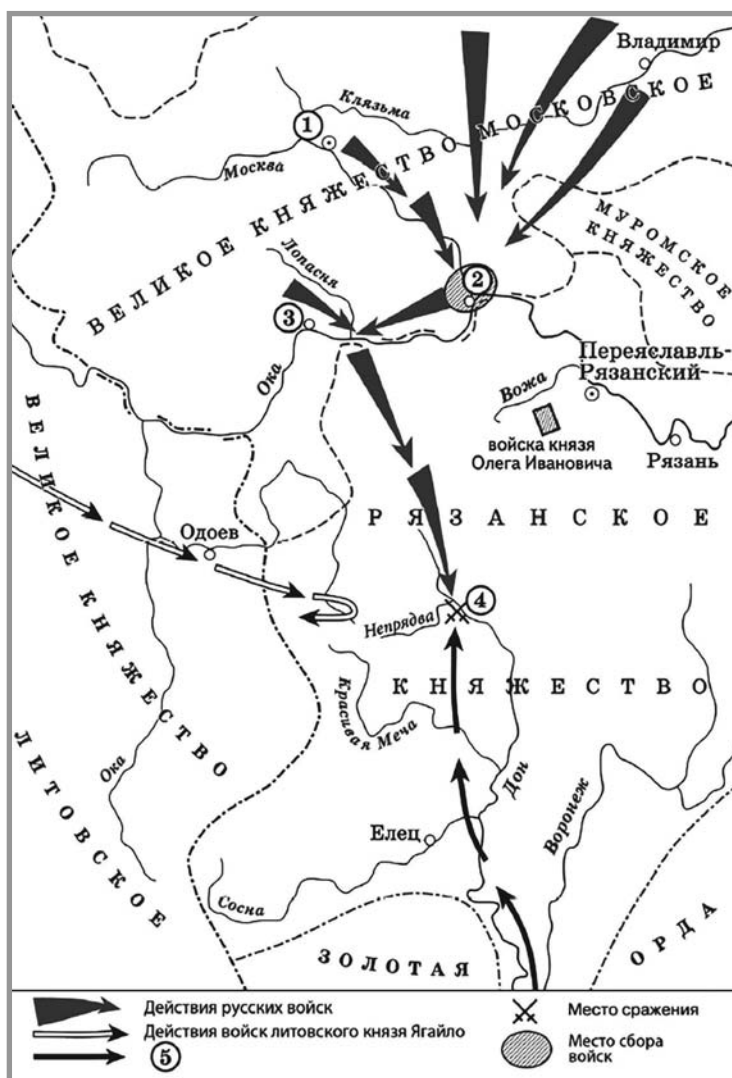 Владимир
Клязьма
1
Москва
ВЕЛИКОЕ КНЯЖЕСТВО МОСКОВСКОЕ
МУРОМСКОЕ
КНЯЖЕСТВО
Лопасня
2
3
Ока
Переяславль-
Рязанский
Вожа
войска князя
Олега Ивановича
Рязань
ВЕЛИКОЕ КНЯЖЕСТВО
ЛИТОВСКОЕ
Одоев
РЯЗАНСКОЕ
4
Непрядва
КНЯЖЕСТВО
Красивая Меча
Ока
Дон
Воронеж
Елец
Сосна
ЗОЛОТАЯ
ОРДА
Действия русских войск
Действия войск литовского князя Ягайло
5
Место сражения
Место сбора
войск